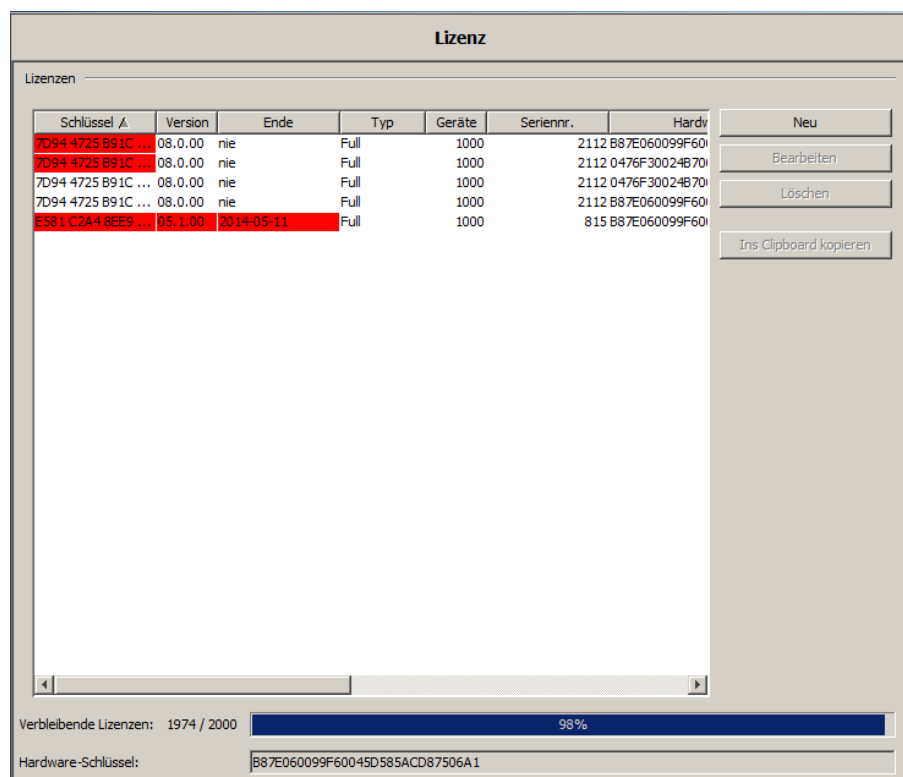 Lizenz
Lizenzen
Schlüssel Version Ende Typ Geräte Seriennr. Hardw
7D94 4725 B91C ... 08.0.00 nie Full 1000 2112 B87E060099F60
7D94 4725 B91C ... 08.0.00 nie Full 1000 2112 0476F30024B70
7D94 4725 B91C ... 08.0.00 nie Full 1000 2112 0476F30024B70
7D94 4725 B91C ... 08.0.00 nie Full 1000 2112 B87E060099F60
E581 C2A4 8EE9 ... 05.1.00 2014-05-11 Full 1000 815 B87E060099F60
Neu
Bearbeiten
Löschen
Ins Clipboard kopieren
Verbleibende Lizenzen: 1974 / 2000 98%
Hardware-Schlüssel: B87E060099F60045D585ACD87506A1